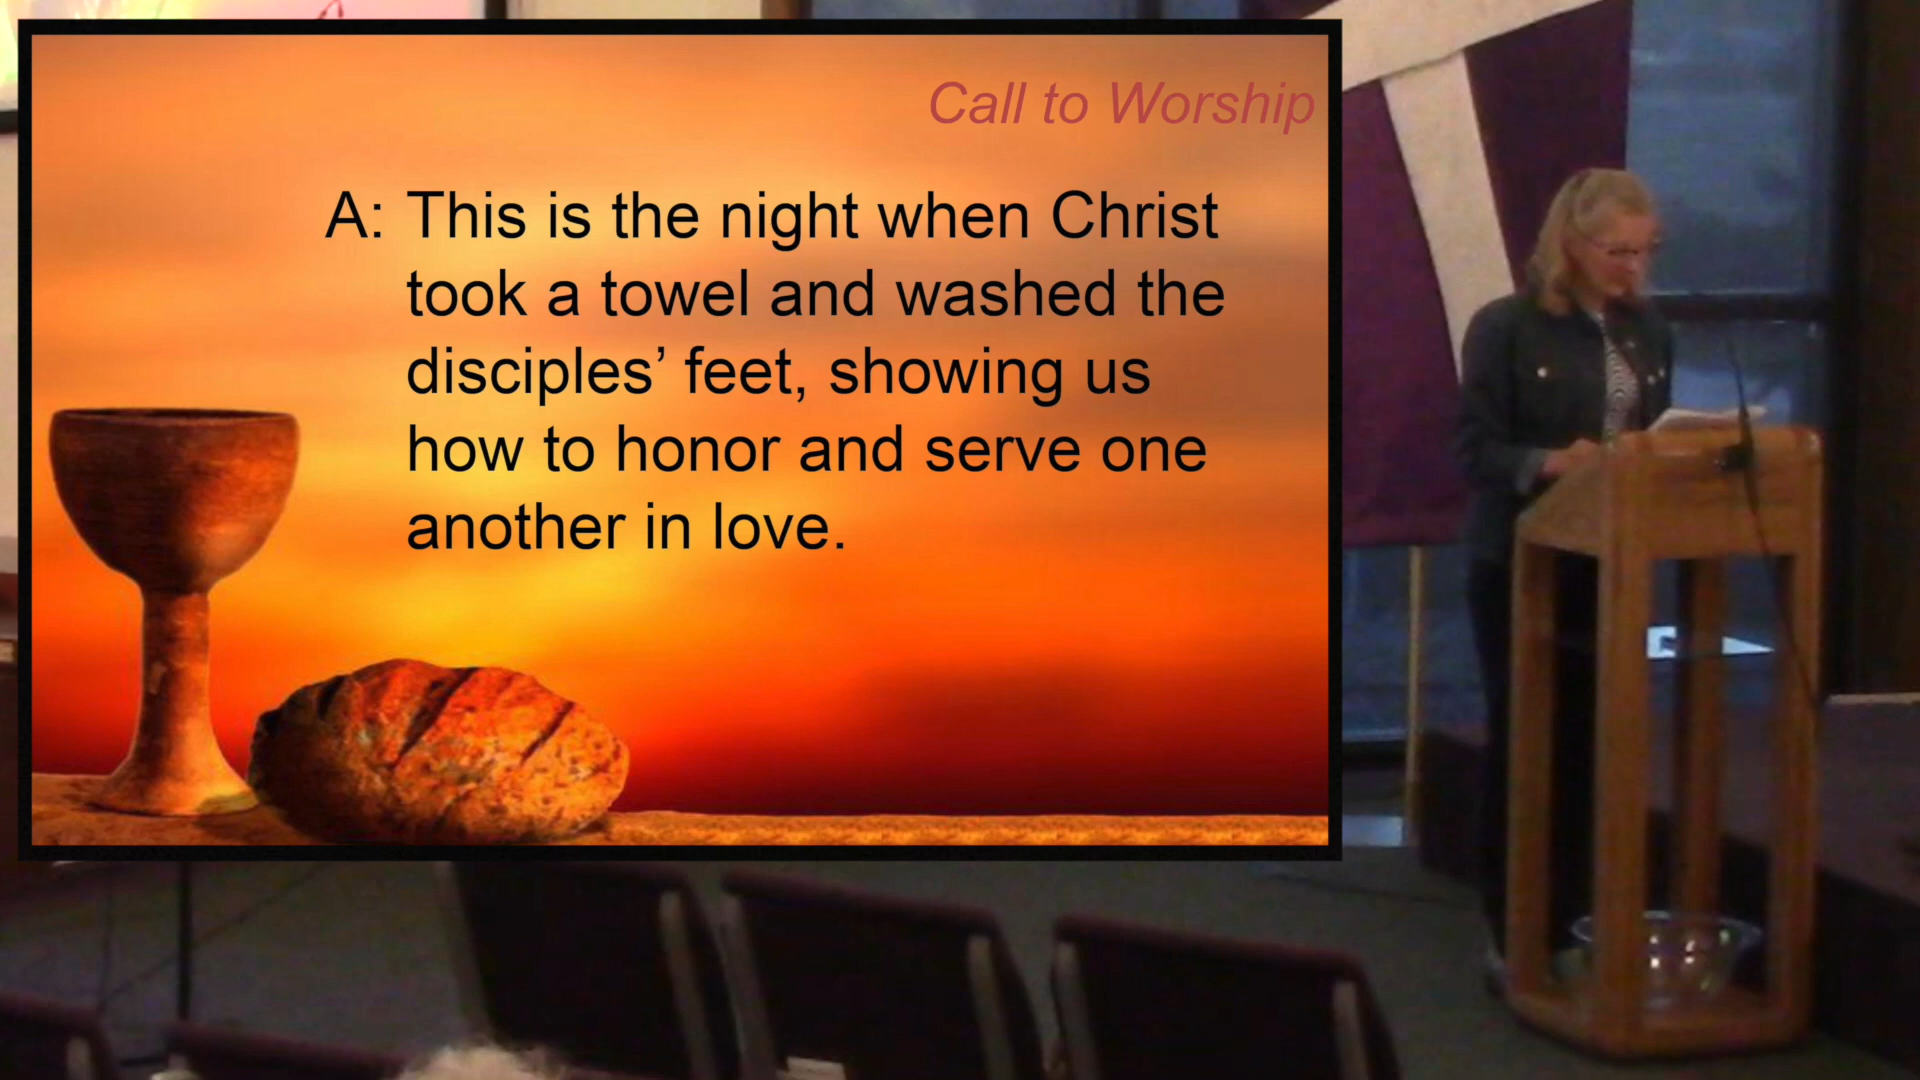 Call to Worship
A: This is the night when Christ
took a towel and washed the
disciples’ feet, showing us
how to honor and serve one
another in love.